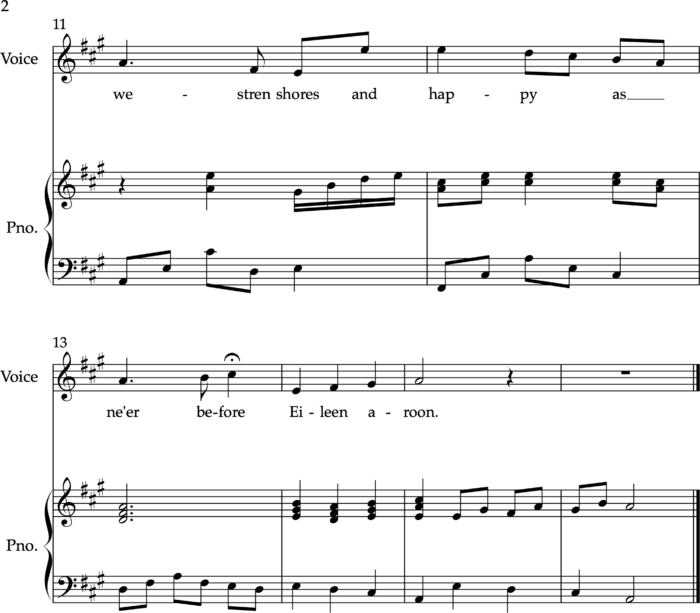 2
11
Voice
we - stren shores and hap - py as
Pno.
13
Voice
ne'er be-fore Ei - leen a - roon.
Pno.